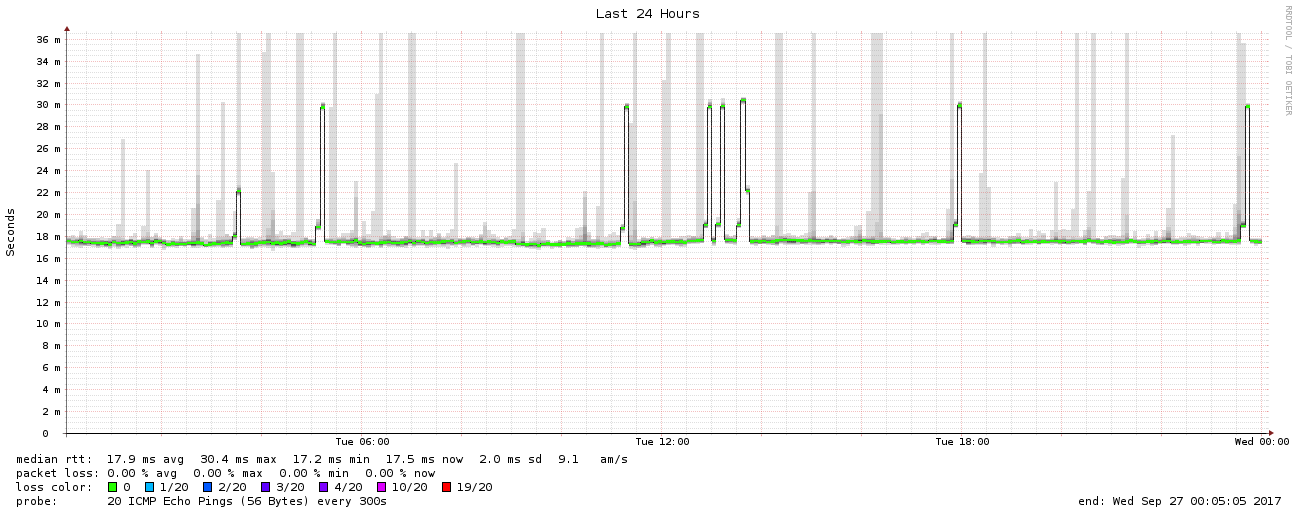 Last 24 Hours
RRDTOOL / TOBI OETIKER
Seconds
36 m
34 m
32 m
30 m
28 m
26 m
24 m
22 m
20 m
18 m
16 m
14 m
12 m
10 m
8 m
6 m
4 m
2 m
0
Tue 06:00 Tue 12:00 Tue 18:00 Wed 00:00
median rtt: 17.9 ms avg 30.4 ms max 17.2 ms min 17.5 ms now 2.0 ms sd 9.1 am/s
packet loss: 0.00 % avg 0.00 % max 0.00 % min 0.00 % now
loss color: 0 1/20 2/20 3/20 4/20 10/20 19/20
probe: 20 ICMP Echo Pings (56 Bytes) every 300s end: Wed Sep 27 00:05:05 2017